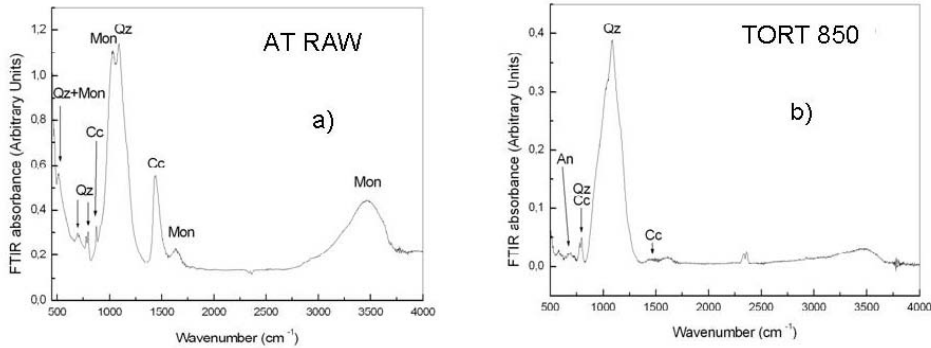 AT RAW
a)
Qz
Mon
Qz+Mon
Cc
Qz
Cc
Mon
Mon
FTIR absorbance (Arbitrary Units)
1,2
1,0
0,8
0,6
0,4
0,2
0,0
500 1000 1500 2000 2500 3000 3500 4000
Wavenumber (cm⁻¹)
TORT 850
b)
Qz
An
Qz
Cc
Cc
FTIR absorbance (Arbitrary Units)
0,4
0,3
0,2
0,1
0,0
500 1000 1500 2000 2500 3000 3500 4000
Wavenumber (cm⁻¹)